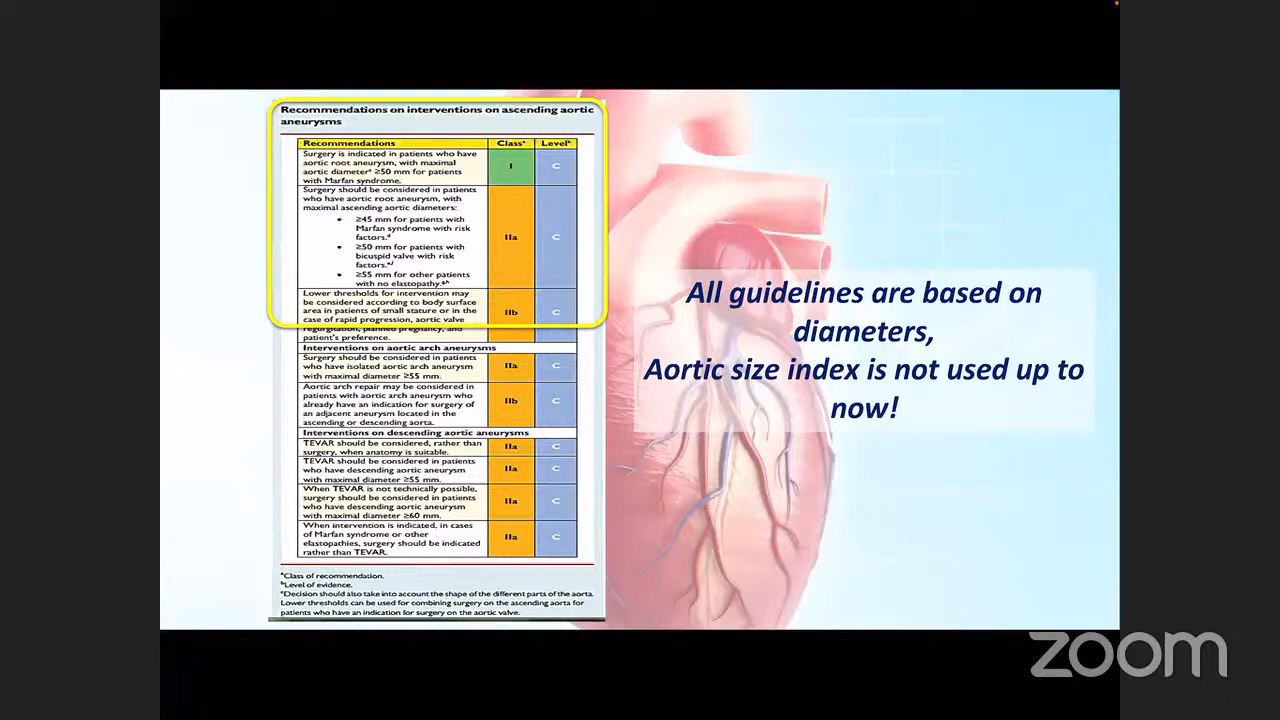 Recommendations on interventions on ascending aortic
aneurysms
Recommendations Classᵃ Levelᵇ
Surgery is indicated in patients who have
aortic root aneurysm, with maximal
aortic diameterᶜ ≥50 mm for patients
with Marfan syndrome.
I C
Surgery should be considered in patients
who have aortic root aneurysm, with
maximal ascending aortic diameters:
• ≥45 mm for patients with
Marfan syndrome with risk
factors.ᵈ
• ≥50 mm for patients with
bicuspid valve with risk
factors.ᵉᶠ
• ≥55 mm for other patients
with no elastopathy.ᵍʰ
IIa C
Lower thresholds for intervention may
be considered according to body surface
area in patients of small stature or in the
case of rapid progression, aortic valve
regurgitation, planned pregnancy, and
patient's preference.
IIb C
Interventions on aortic arch aneurysms
Surgery should be considered in patients
who have isolated aortic arch aneurysm
with maximal diameter ≥55 mm.
IIa C
Aortic arch repair may be considered in
patients with aortic arch aneurysm who
already have an indication for surgery of
an adjacent aneurysm located in the
ascending or descending aorta.
IIb C
Interventions on descending aortic aneurysms
TEVAR should be considered, rather than
surgery, when anatomy is suitable.
IIa C
TEVAR should be considered in patients
who have descending aortic aneurysm
with maximal diameter ≥55 mm.
IIa C
When TEVAR is not technically possible,
surgery should be considered in patients
who have descending aortic aneurysm
with maximal diameter ≥60 mm.
IIa C
When intervention is indicated, in cases
of Marfan syndrome or other
elastopathies, surgery should be indicated
rather than TEVAR.
IIa C
ᵃClass of recommendation.
ᵇLevel of evidence.
ᶜDecision should also take into account the shape of the different parts of the aorta.
Lower thresholds can be used for combining surgery on the ascending aorta for
patients who have an indication for surgery on the aortic valve.
All guidelines are based on
diameters,
Aortic size index is not used up to
now!
zoom